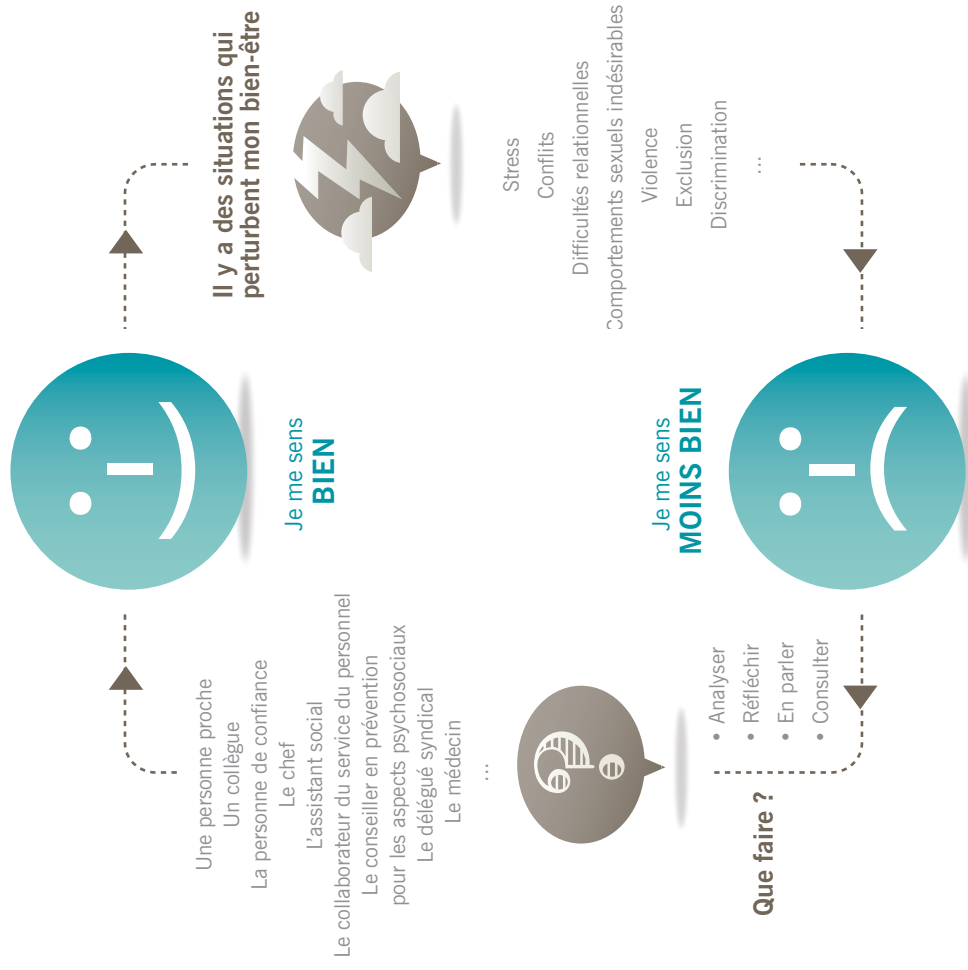 Je me sens
BIEN
Il y a des situations qui
perturbent mon bien-être
Stress
Conflits
Difficultés relationnelles
Comportements sexuels indésirables
Violence
Exclusion
Discrimination
...
Je me sens
MOINS BIEN
Que faire ?
• Analyser
• Réfléchir
• En parler
• Consulter
Une personne proche
Un collègue
La personne de confiance
Le chef
L'assistant social
Le collaborateur du service du personnel
Le conseiller en prévention
pour les aspects psychosociaux
Le délégué syndical
Le médecin
...